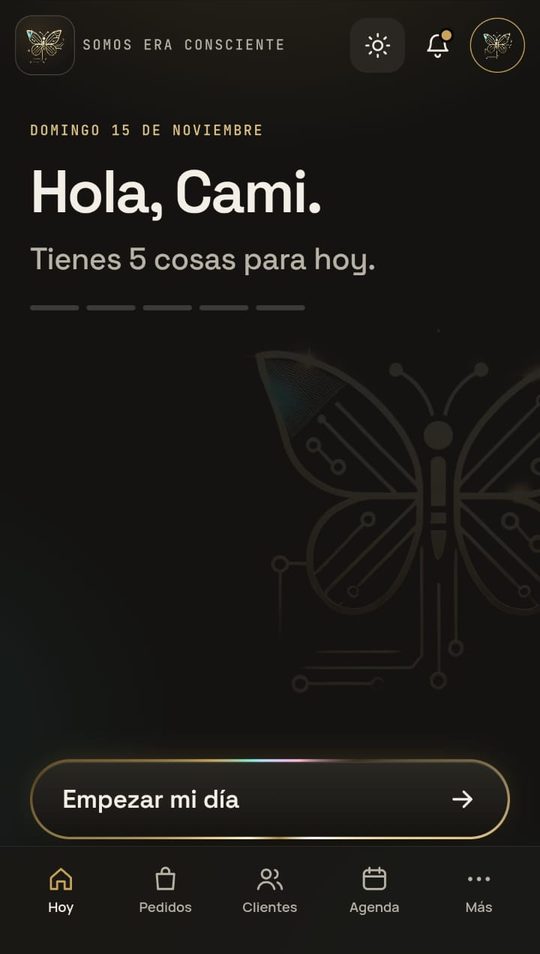 SOMOS ERA CONSCIENTE
DOMINGO 15 DE NOVIEMBRE
Hola, Cami.
Tienes 5 cosas para hoy.
Empezar mi día
Hoy
Pedidos
Clientes
Agenda
Más